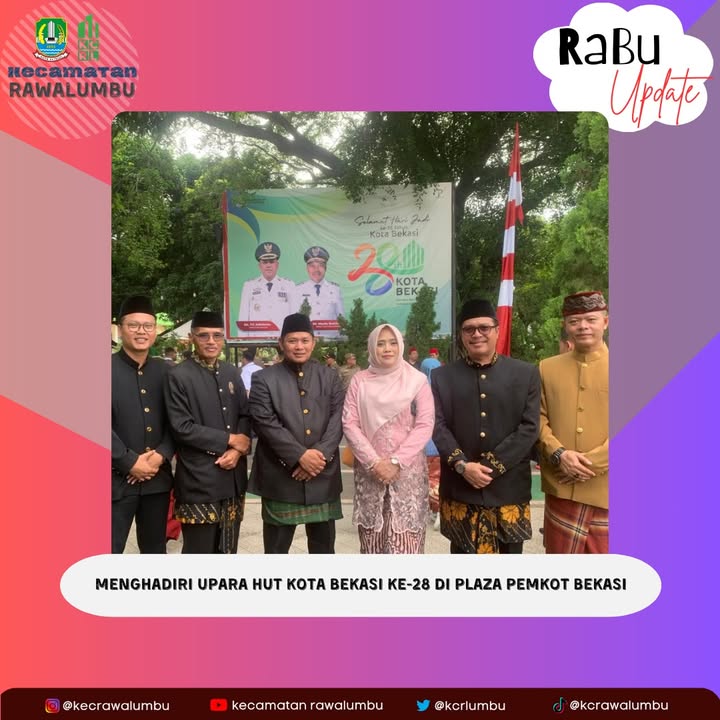 Kecamatan
RAWALUMBU
RaBu
Update
Selamat Hari Jadi
Kota Bekasi
28
KOTA
BEKASI
MENGHADIRI UPARA HUT KOTA BEKASI KE-28 DI PLAZA PEMKOT BEKASI
@kecrawalumbu
kecamatan rawalumbu
@kcrlumbu
@kcrawalumbu